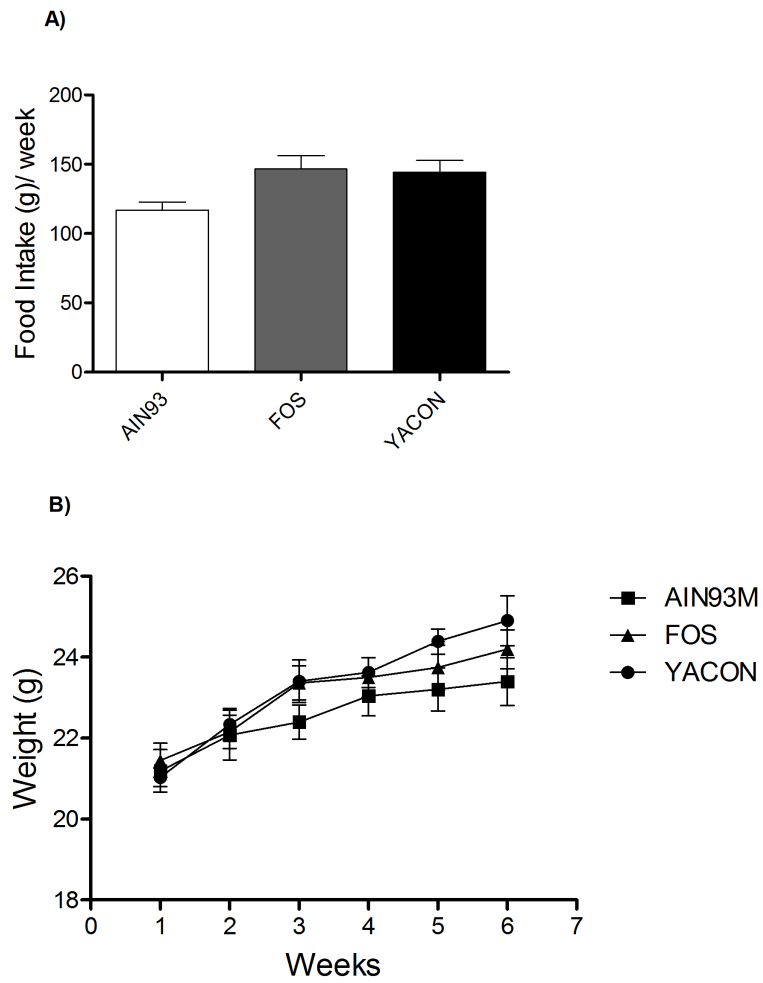 A)
200
150
100
50
0
Food Intake (g)/ week
AIN93
FOS
YACON
B)
26
24
22
20
18
Weight (g)
0 1 2 3 4 5 6 7
Weeks
AIN93M
FOS
YACON